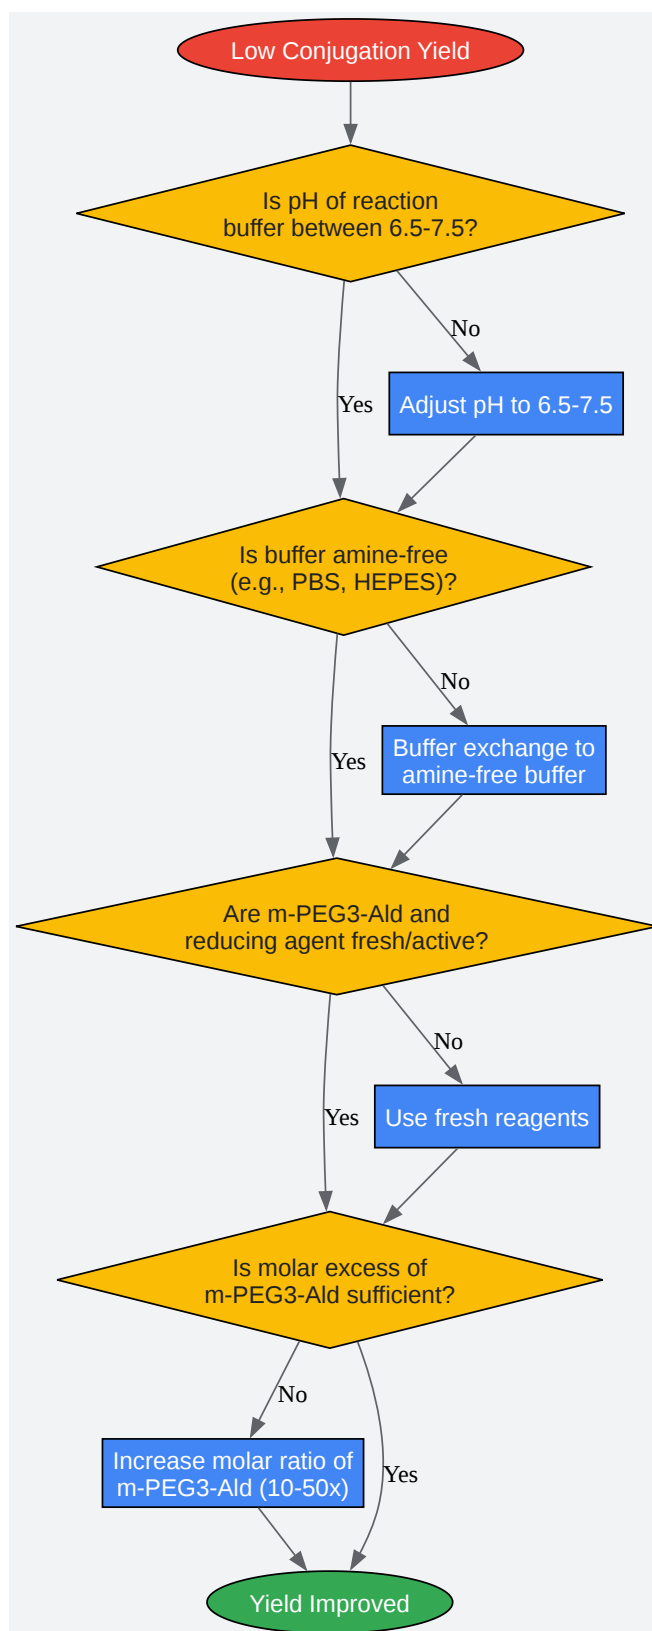 Low Conjugation Yield
Is pH of reaction
buffer between 6.5-7.5?
No
Yes
Adjust pH to 6.5-7.5
Is buffer amine-free
(e.g., PBS, HEPES)?
No
Yes
Buffer exchange to
amine-free buffer
Are m-PEG3-Ald and
reducing agent fresh/active?
No
Yes
Use fresh reagents
Is molar excess of
m-PEG3-Ald sufficient?
No
Increase molar ratio of
m-PEG3-Ald (10-50x)
Yes
Yield Improved